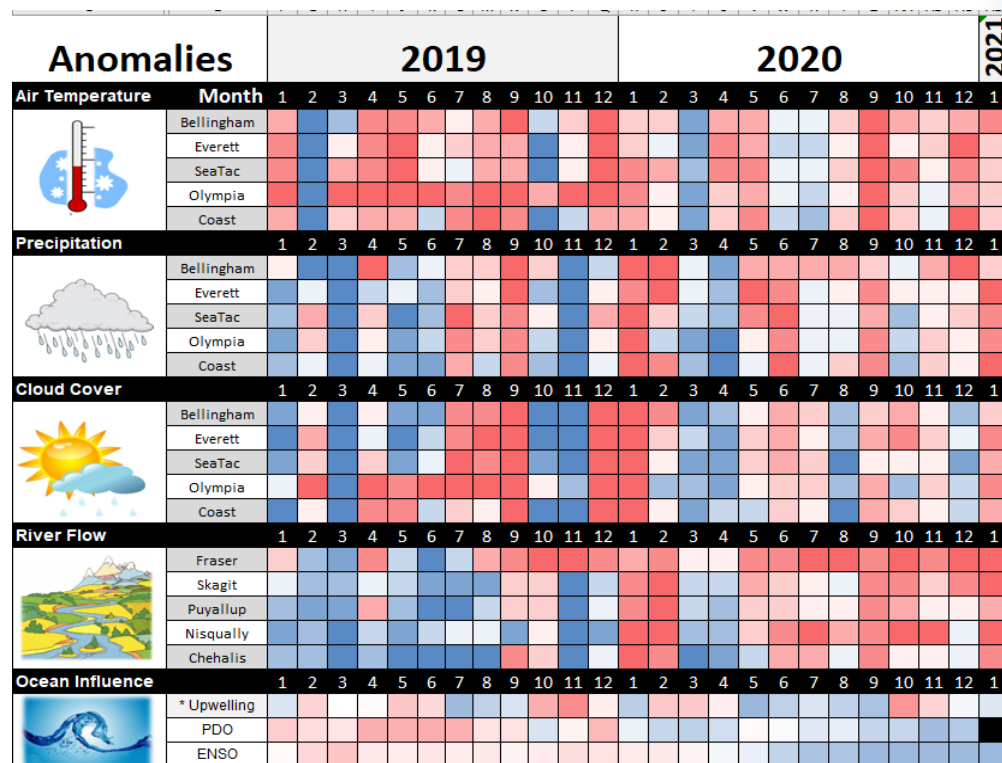 Anomalies 2019 2020 2021
Air Temperature Month 1 2 3 4 5 6 7 8 9 10 11 12 1 2 3 4 5 6 7 8 9 10 11 12 1
Bellingham
Everett
SeaTac
Olympia
Coast
Precipitation 1 2 3 4 5 6 7 8 9 10 11 12 1 2 3 4 5 6 7 8 9 10 11 12 1
Bellingham
Everett
SeaTac
Olympia
Coast
Cloud Cover 1 2 3 4 5 6 7 8 9 10 11 12 1 2 3 4 5 6 7 8 9 10 11 12 1
Bellingham
Everett
SeaTac
Olympia
Coast
River Flow 1 2 3 4 5 6 7 8 9 10 11 12 1 2 3 4 5 6 7 8 9 10 11 12 1
Fraser
Skagit
Puyallup
Nisqually
Chehalis
Ocean Influence 1 2 3 4 5 6 7 8 9 10 11 12 1 2 3 4 5 6 7 8 9 10 11 12 1
* Upwelling
PDO
ENSO